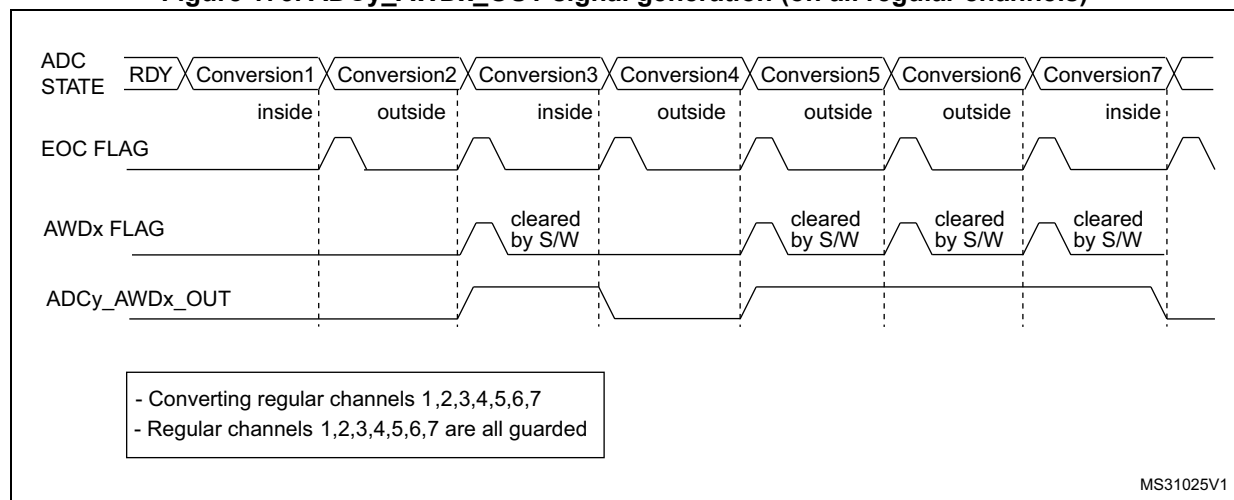 ADC
STATE
RDY Conversion1 Conversion2 Conversion3 Conversion4 Conversion5 Conversion6 Conversion7
inside outside inside outside outside outside inside
EOC FLAG
AWDx FLAG
cleared
by S/W
cleared
by S/W
cleared
by S/W
cleared
by S/W
ADCy_AWDx_OUT
- Converting regular channels 1,2,3,4,5,6,7
- Regular channels 1,2,3,4,5,6,7 are all guarded
MS31025V1